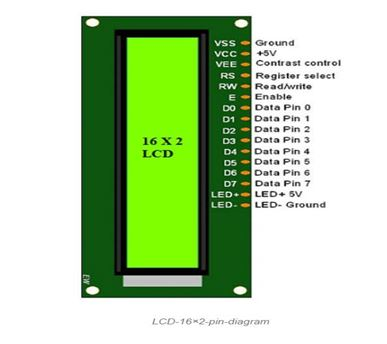 VSS Ground
VCC +5V
VEE Contrast control
RS Register select
RW Read/write
E Enable
D0 Data Pin 0
D1 Data Pin 1
D2 Data Pin 2
D3 Data Pin 3
D4 Data Pin 4
D5 Data Pin 5
D6 Data Pin 6
D7 Data Pin 7
LED+ LED+ 5V
LED- LED- Ground
16 X 2
LCD
EW
LCD-16×2-pin-diagram